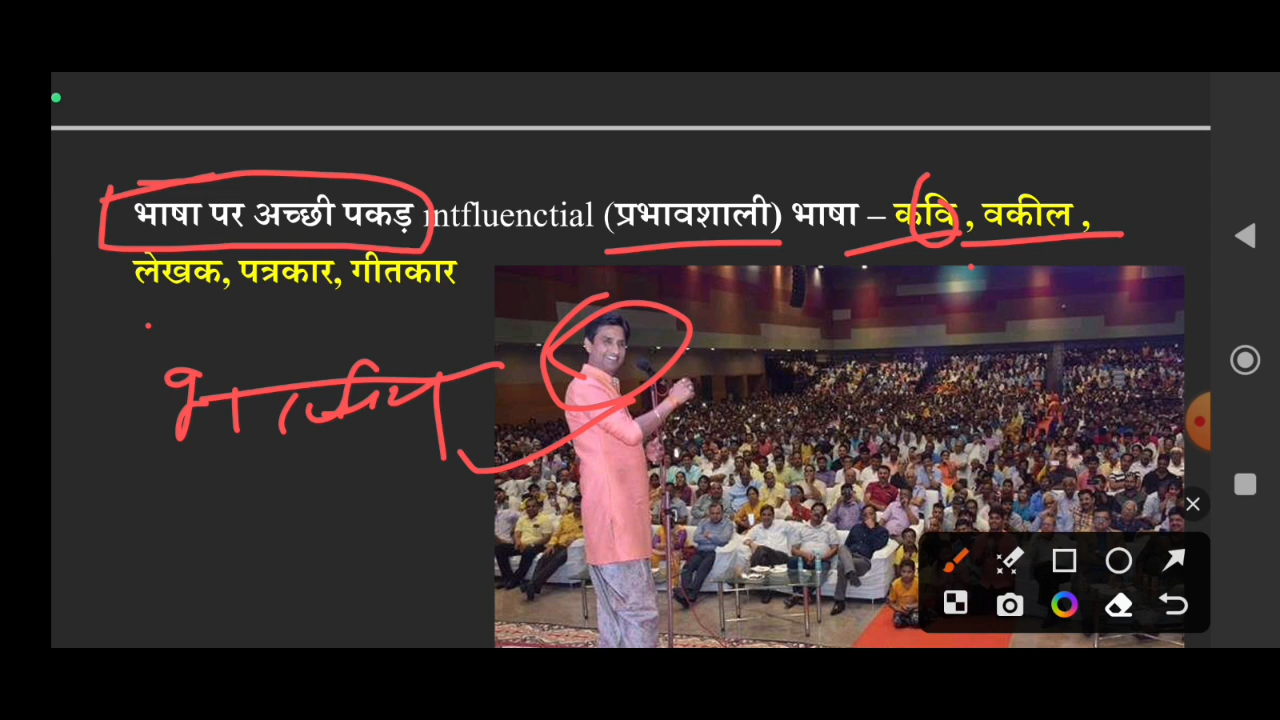 भाषा पर अच्छी पकड़ intfluenctial (प्रभावशाली) भाषा – कवि , वकील ,
लेखक, पत्रकार, गीतकार